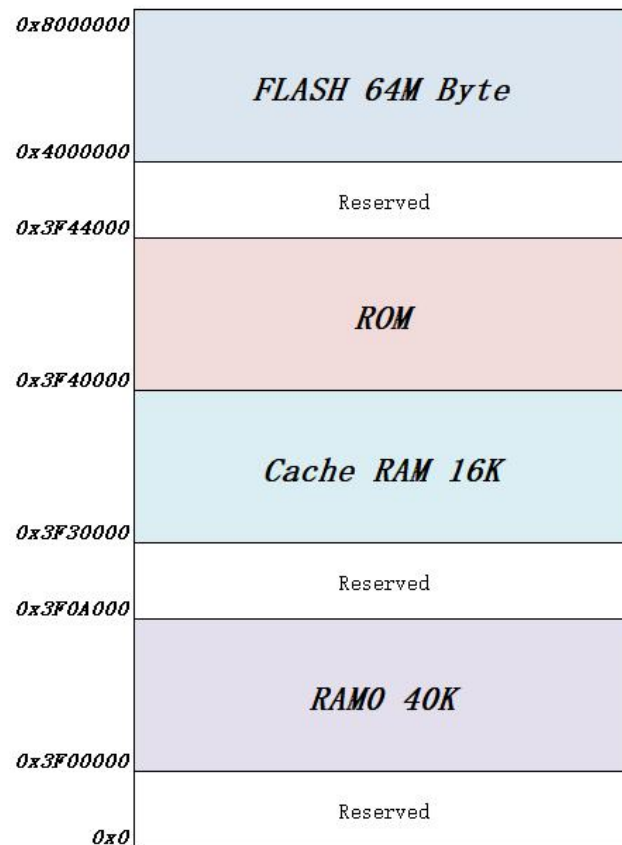 0x8000000
FLASH 64M Byte
0x4000000
Reserved
0x3F44000
ROM
0x3F40000
Cache RAM 16K
0x3F30000
Reserved
0x3F0A000
RAM0 40K
0x3F00000
Reserved
0x0